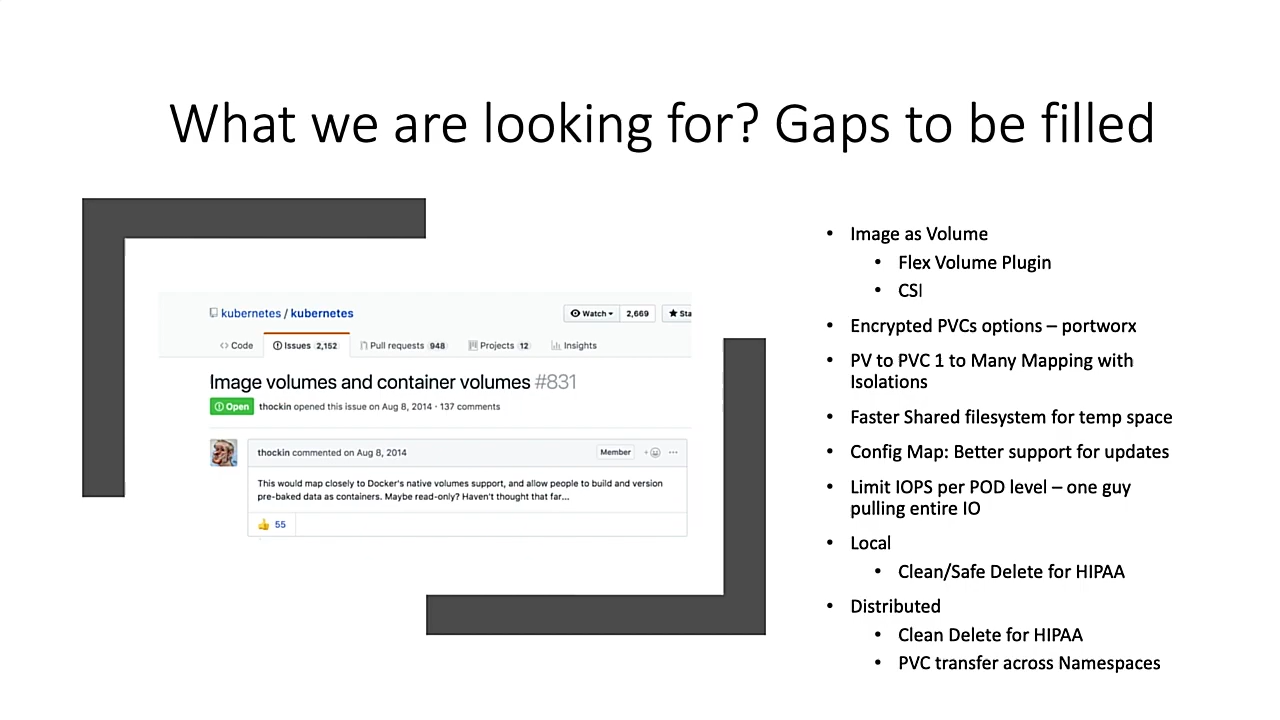 What we are looking for? Gaps to be filled
kubernetes / kubernetes
Watch 2,669 Sta
Code Issues 2,152 Pull requests 948 Projects 12 Insights
Image volumes and container volumes #831
Open thockin opened this issue on Aug 8, 2014 · 137 comments
thockin commented on Aug 8, 2014 Member
This would map closely to Docker's native volumes support, and allow people to build and version
pre-baked data as containers. Maybe read-only? Haven't thought that far...
55
• Image as Volume
• Flex Volume Plugin
• CSI
• Encrypted PVCs options – portworx
• PV to PVC 1 to Many Mapping with
Isolations
• Faster Shared filesystem for temp space
• Config Map: Better support for updates
• Limit IOPS per POD level – one guy
pulling entire IO
• Local
• Clean/Safe Delete for HIPAA
• Distributed
• Clean Delete for HIPAA
• PVC transfer across Namespaces